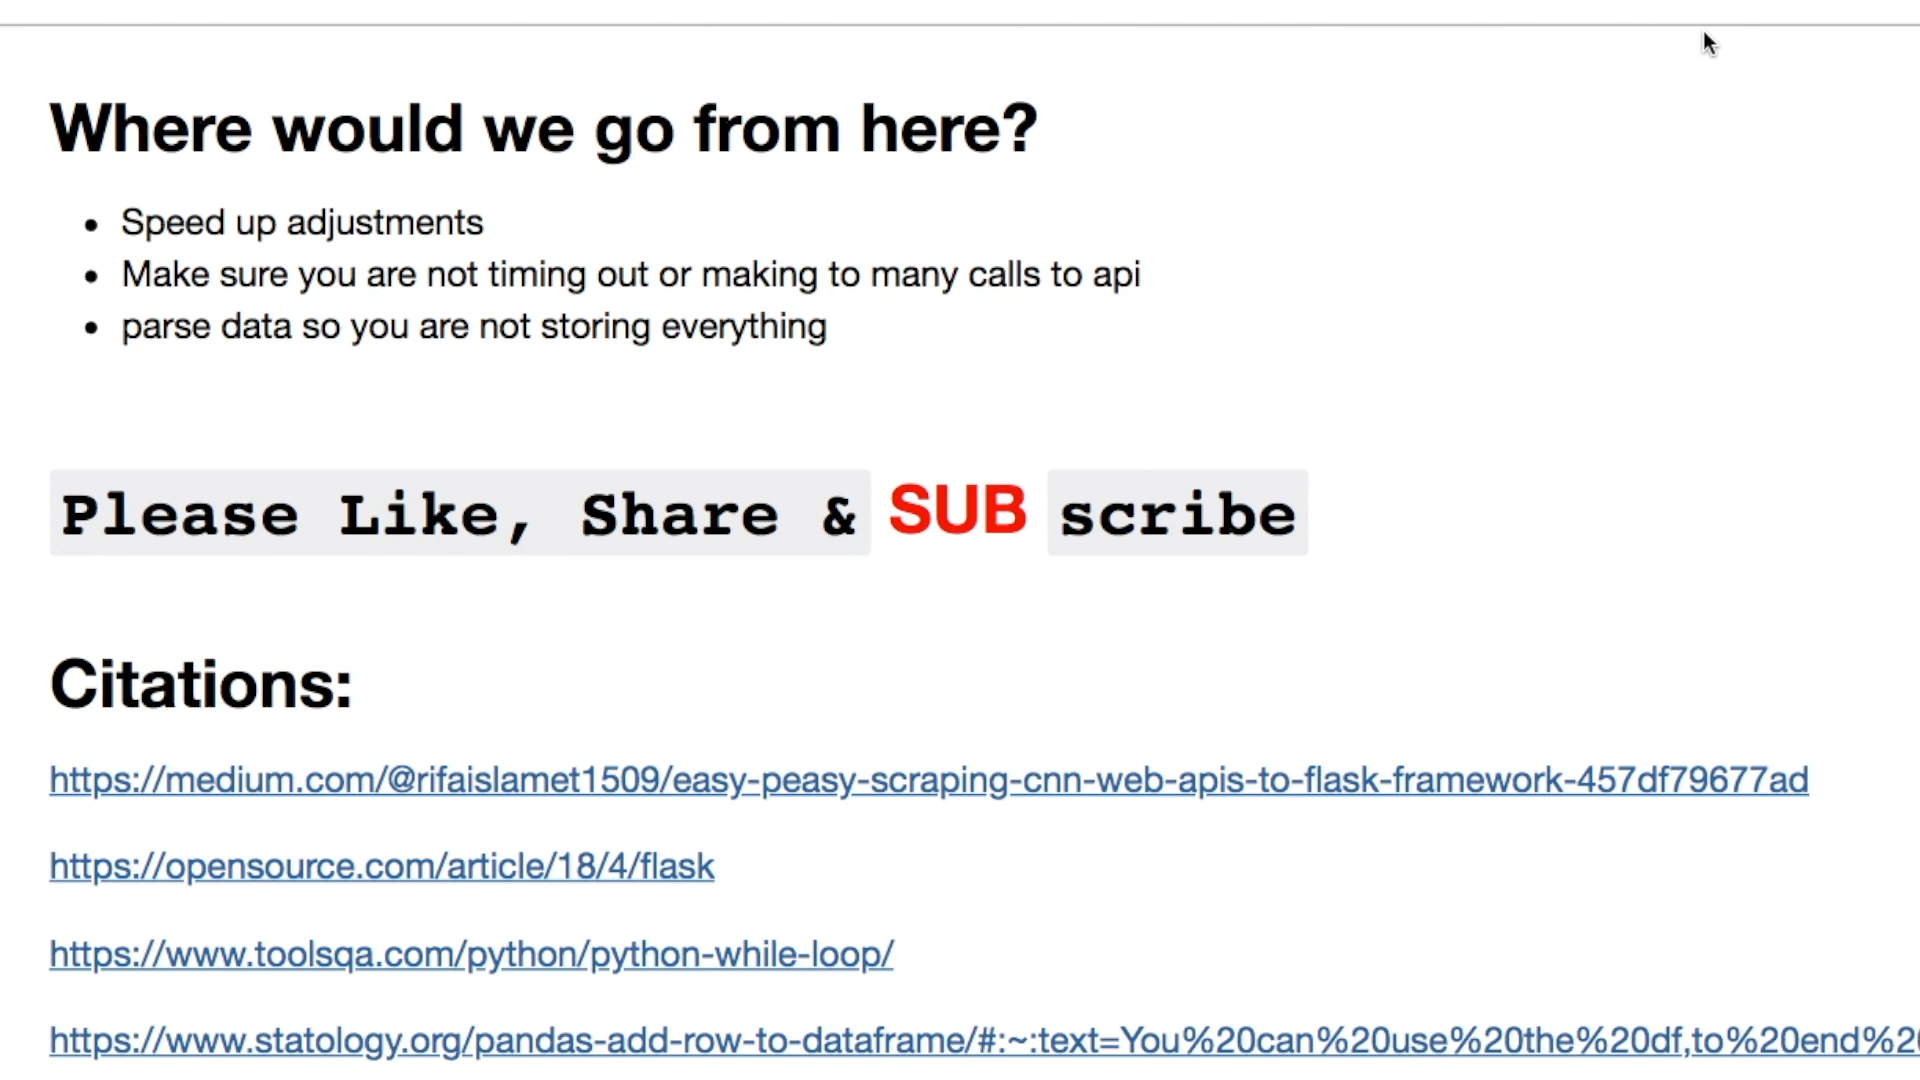 Where would we go from here?
Speed up adjustments
Make sure you are not timing out or making to many calls to api
parse data so you are not storing everything
Please Like, Share & SUB scribe
Citations:
https://medium.com/@rifaislamet1509/easy-peasy-scraping-cnn-web-apis-to-flask-framework-457df79677ad
https://opensource.com/article/18/4/flask
https://www.toolsqa.com/python/python-while-loop/
https://www.statology.org/pandas-add-row-to-dataframe/#:~:text=You%20can%20use%20the%20df,to%20end%2